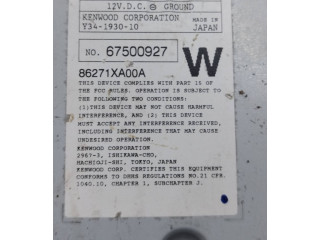 12V.D.C. ⊖ GROUND
KENWOOD CORPORATION MADE IN
Y34-1930-10 JAPAN
NO. 67500927 W
86271XA00A
THIS DEVICE COMPLIES WITH PART 15 OF
THE FCC RULES. OPERATION IS SUBJECT TO
THE FOLLOWING TWO CONDITIONS:
(1)THIS DEVICE MAY NOT CAUSE HARMFUL
INTERFERENCE, AND (2) THIS DEVICE
MUST ACCEPT ANY INTERFERENCE RECEIVED,
INCLUDING INTERFERENCE THAT MAY CAUSE
UNDESIRED OPERATION.
KENWOOD CORPORATION
2967-3, ISHIKAWA-CHO,
HACHIOJI-SHI, TOKYO, JAPAN
KENWOOD CORP. CERTIFIES THIS EQUIPMENT
CONFORMS TO DHHS REGULATIONS NO.21 CFR
1040.10, CHAPTER 1, SUBCHAPTER J.